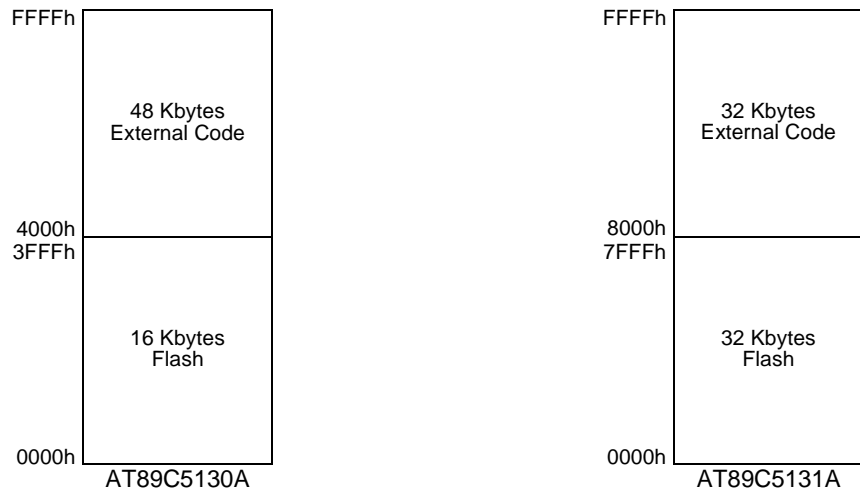 FFFFh
48 Kbytes
External Code
4000h
3FFFh
16 Kbytes
Flash
0000h
AT89C5130A
FFFFh
32 Kbytes
External Code
8000h
7FFFh
32 Kbytes
Flash
0000h
AT89C5131A